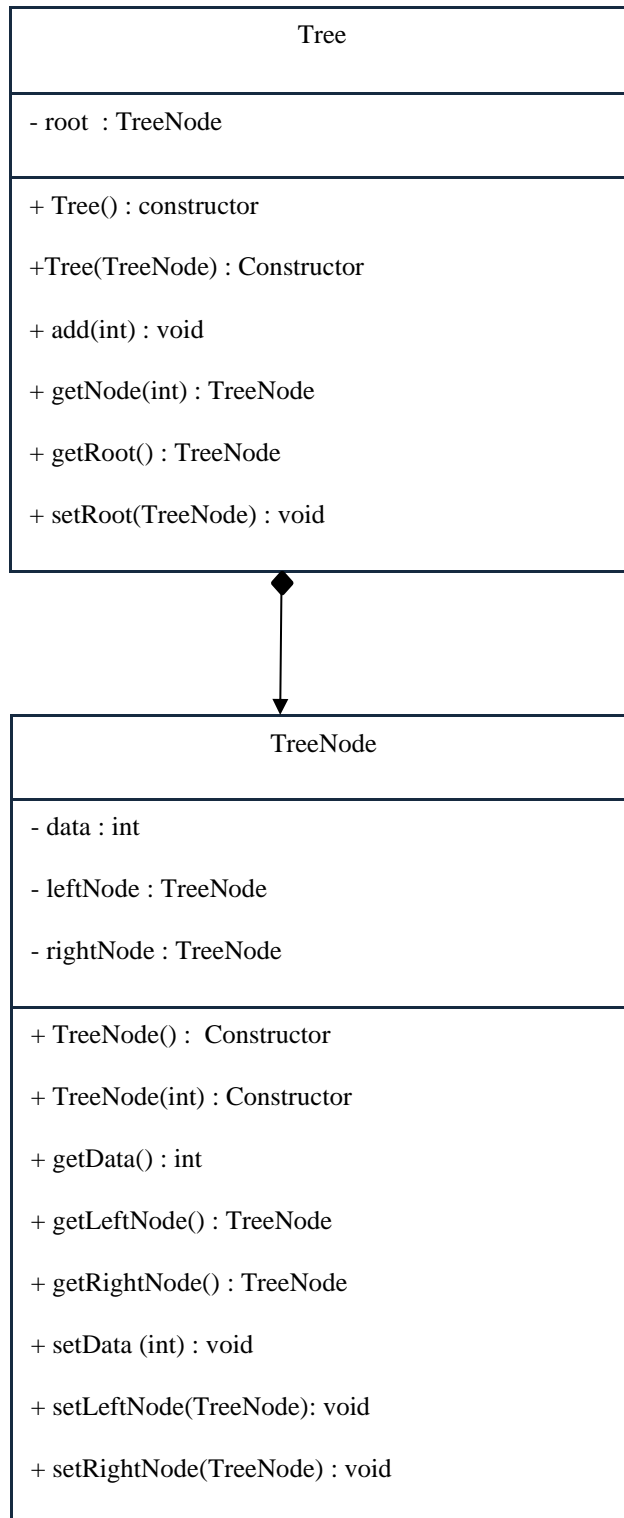 Tree
- root  : TreeNode
+ Tree() : constructor
+Tree(TreeNode) : Constructor
+ add(int) : void
+ getNode(int) : TreeNode
+ getRoot() : TreeNode
+ setRoot(TreeNode) : void
TreeNode
- data : int
- leftNode : TreeNode
- rightNode : TreeNode
+ TreeNode() :  Constructor
+ TreeNode(int) : Constructor
+ getData() : int
+ getLeftNode() : TreeNode
+ getRightNode() : TreeNode
+ setData (int) : void
+ setLeftNode(TreeNode): void
+ setRightNode(TreeNode) : void